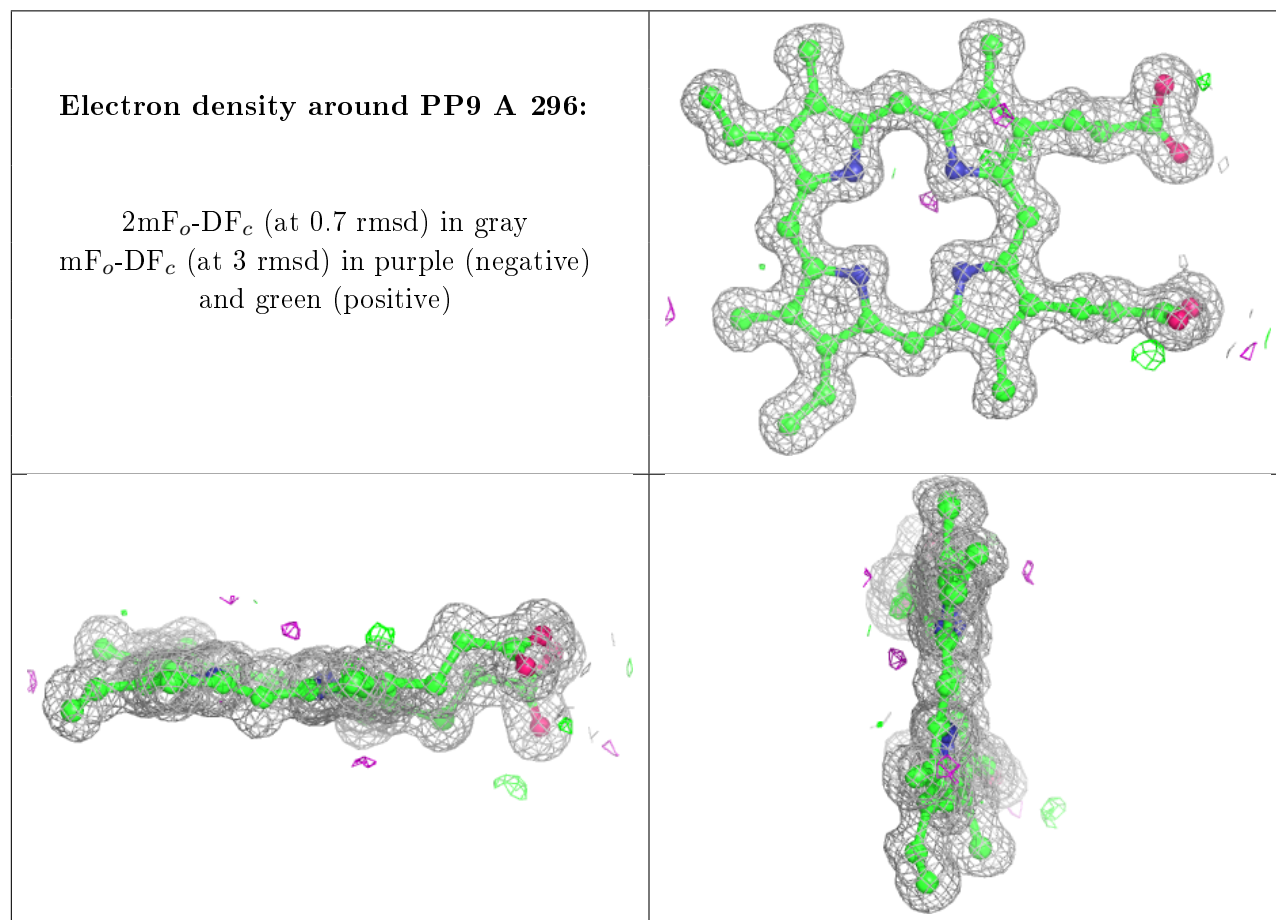 Electron density around PP9 A 296:
2mFₒ-DF𝒸 (at 0.7 rmsd) in gray
mFₒ-DF𝒸 (at 3 rmsd) in purple (negative)
and green (positive)